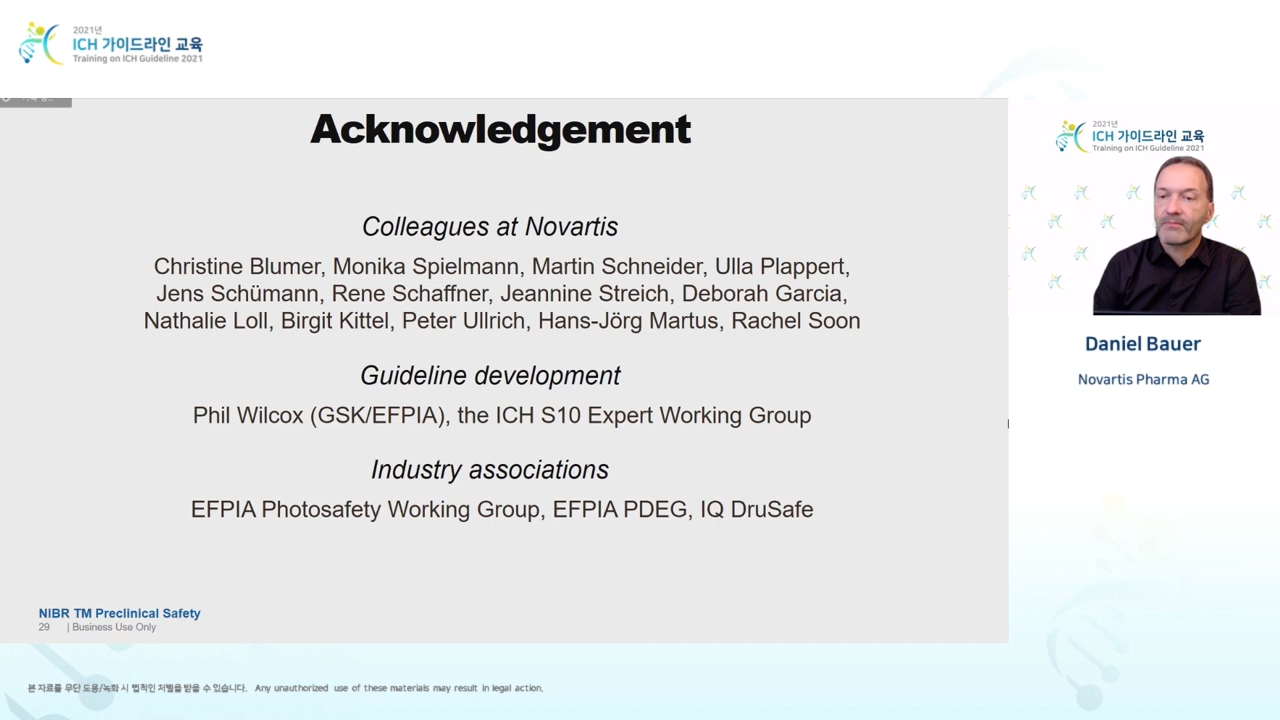 2021년
ICH 가이드라인 교육
Training on ICH Guideline 2021
Acknowledgement
Colleagues at Novartis
Christine Blumer, Monika Spielmann, Martin Schneider, Ulla Plappert,
Jens Schümann, Rene Schaffner, Jeannine Streich, Deborah Garcia,
Nathalie Loll, Birgit Kittel, Peter Ullrich, Hans-Jörg Martus, Rachel Soon
Guideline development
Phil Wilcox (GSK/EFPIA), the ICH S10 Expert Working Group
Industry associations
EFPIA Photosafety Working Group, EFPIA PDEG, IQ DruSafe
NIBR TM Preclinical Safety
29 | Business Use Only
2021년
ICH 가이드라인 교육
Training on ICH Guideline 2021
Daniel Bauer
Novartis Pharma AG
본 자료를 무단 도용/녹화 시 법적인 처벌을 받을 수 있습니다. Any unauthorized use of these materials may result in legal action.